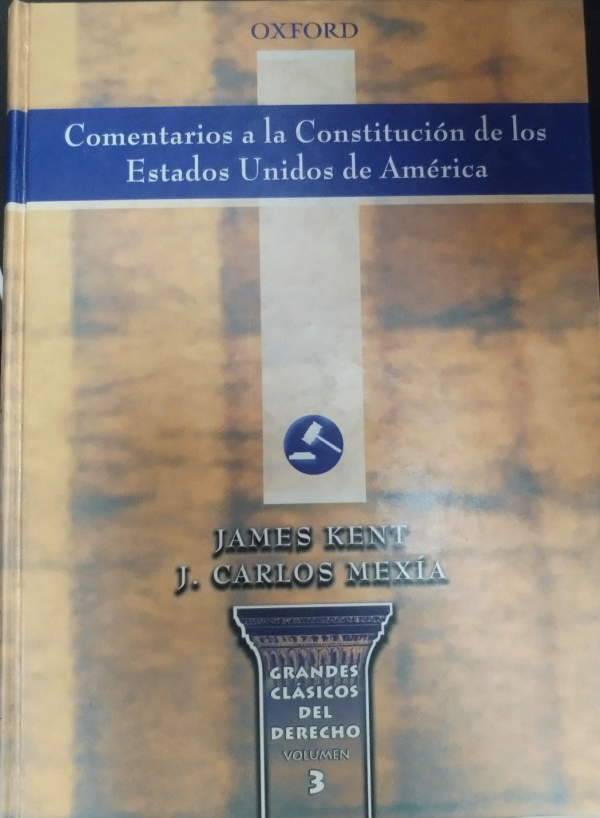 OXFORD
Comentarios a la Constitución de los
Estados Unidos de América
JAMES KENT
J. CARLOS MEXÍA
GRANDES
CLÁSICOS
DEL
DERECHO
VOLUMEN
3